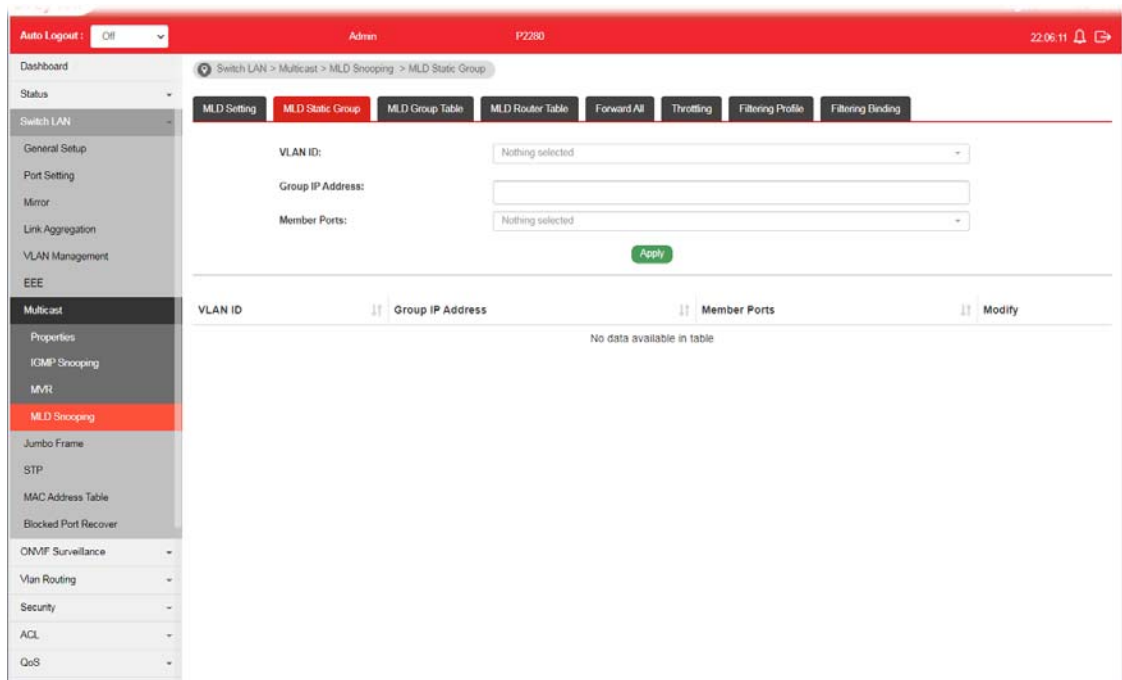 Auto Logout : Off Admin P2280 22:06:11
Dashboard
Status
Switch LAN
General Setup
Port Setting
Mirror
Link Aggregation
VLAN Management
EEE
Multicast
Properties
IGMP Snooping
MVR
MLD Snooping
Jumbo Frame
STP
MAC Address Table
Blocked Port Recover
ONVIF Surveillance
Vlan Routing
Security
ACL
QoS
Switch LAN > Multicast > MLD Snooping > MLD Static Group
MLD Setting MLD Static Group MLD Group Table MLD Router Table Forward All Throttling Filtering Profile Filtering Binding
VLAN ID: Nothing selected
Group IP Address:
Member Ports: Nothing selected
Apply
VLAN ID Group IP Address Member Ports Modify
No data available in table